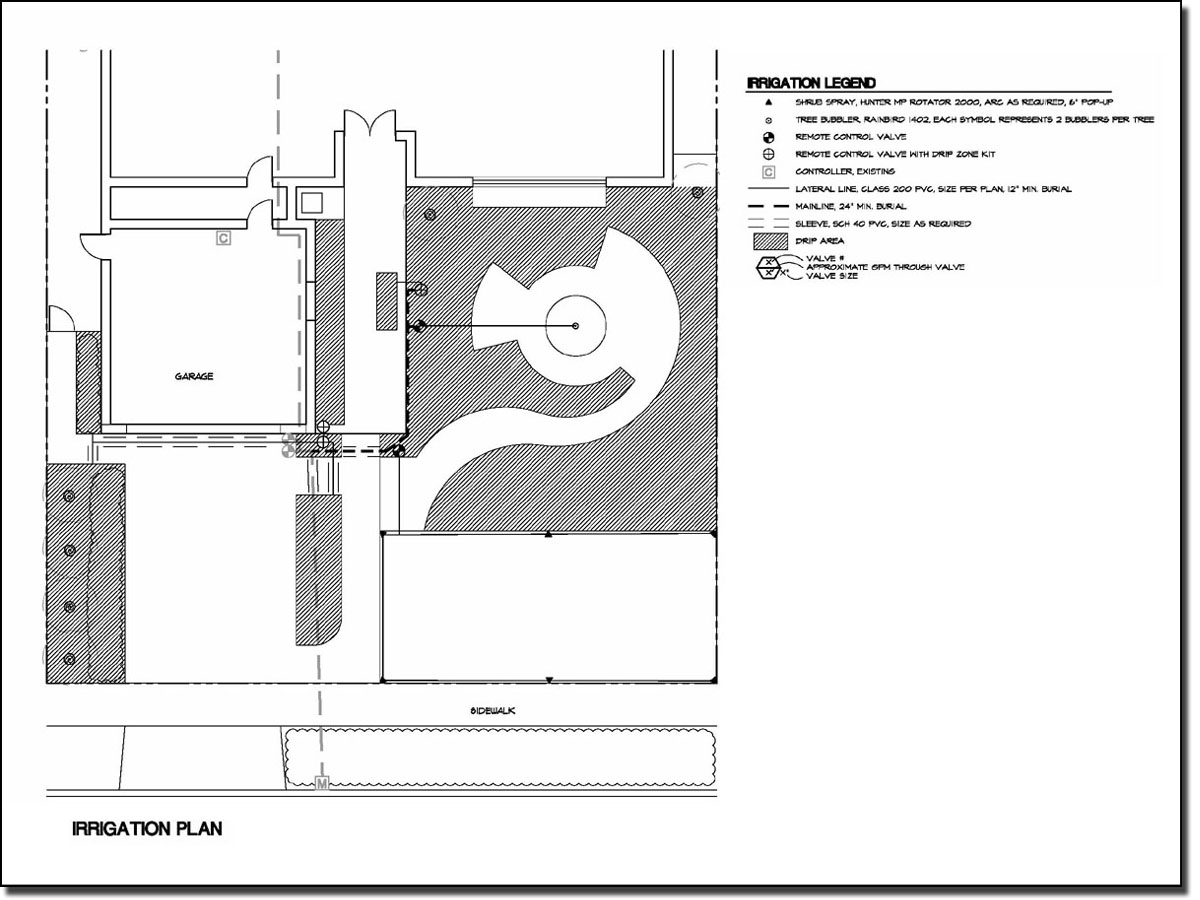 IRRIGATION LEGEND
SHRUB SPRAY, HUNTER MP ROTATOR 2000, ARC AS REQUIRED, 6" POP-UP
TREE BUBBLER, RAINBIRD 1402, EACH SYMBOL REPRESENTS 2 BUBBLERS PER TREE
REMOTE CONTROL VALVE
REMOTE CONTROL VALVE WITH DRIP ZONE KIT
C CONTROLLER, EXISTING
LATERAL LINE, CLASS 200 PVC, SIZE PER PLAN, 12" MIN. BURIAL
MAINLINE, 24" MIN. BURIAL
SLEEVE, SCH 40 PVC, SIZE AS REQUIRED
DRIP AREA
VALVE #
APPROXIMATE GPM THROUGH VALVE
VALVE SIZE
X"
X" X"
C
GARAGE
SIDEWALK
M
IRRIGATION PLAN